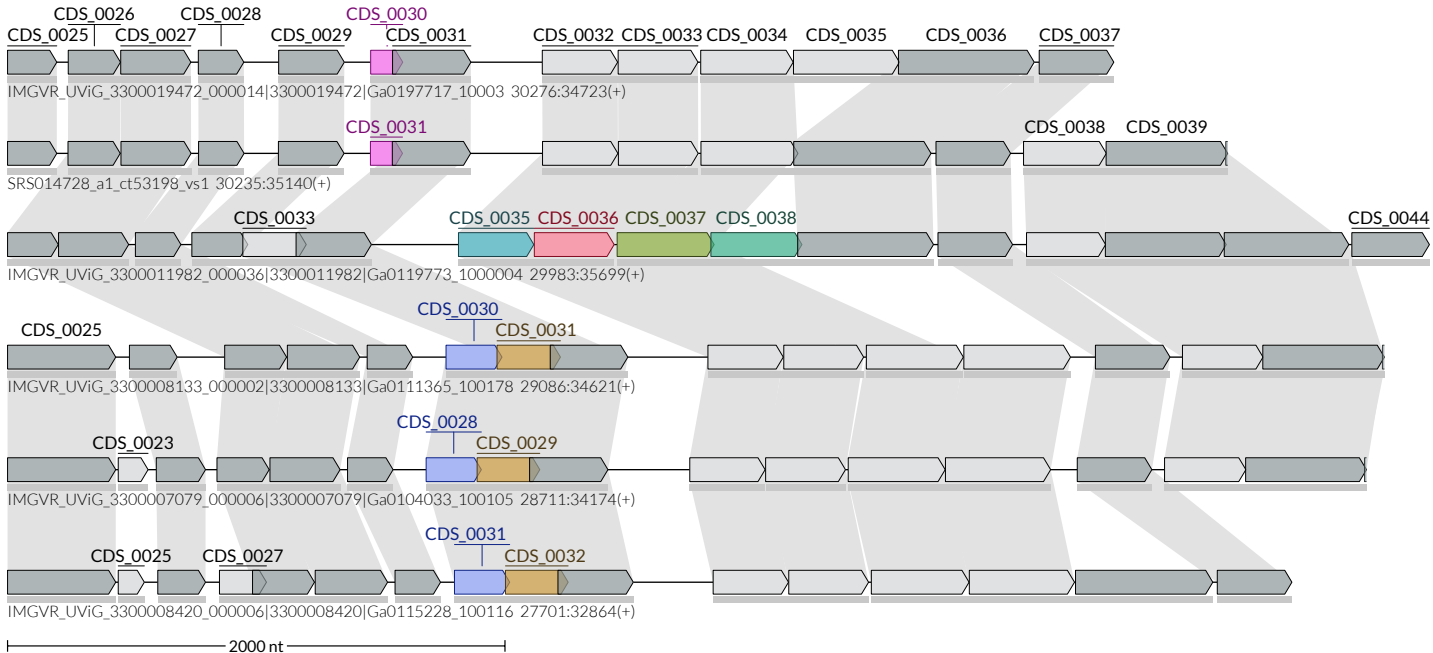 CDS_0026 CDS_0028 CDS_0030
CDS_0025 CDS_0027 CDS_0029 CDS_0031 CDS_0032 CDS_0033 CDS_0034 CDS_0035 CDS_0036 CDS_0037
IMGVR_UViG_3300019472_000014|3300019472|Ga0197717_10003 30276:34723(+)
CDS_0031 CDS_0038 CDS_0039
SRS014728_a1_ct53198_vs1 30235:35140(+)
CDS_0033 CDS_0035 CDS_0036 CDS_0037 CDS_0038 CDS_0044
IMGVR_UViG_3300011982_000036|3300011982|Ga0119773_1000004 29983:35699(+)
CDS_0030
CDS_0025 CDS_0031
IMGVR_UViG_3300008133_000002|3300008133|Ga0111365_100178 29086:34621(+)
CDS_0028
CDS_0023 CDS_0029
IMGVR_UViG_3300007079_000006|3300007079|Ga0104033_100105 28711:34174(+)
CDS_0031
CDS_0025 CDS_0027 CDS_0032
IMGVR_UViG_3300008420_000006|3300008420|Ga0115228_100116 27701:32864(+)
2000 nt